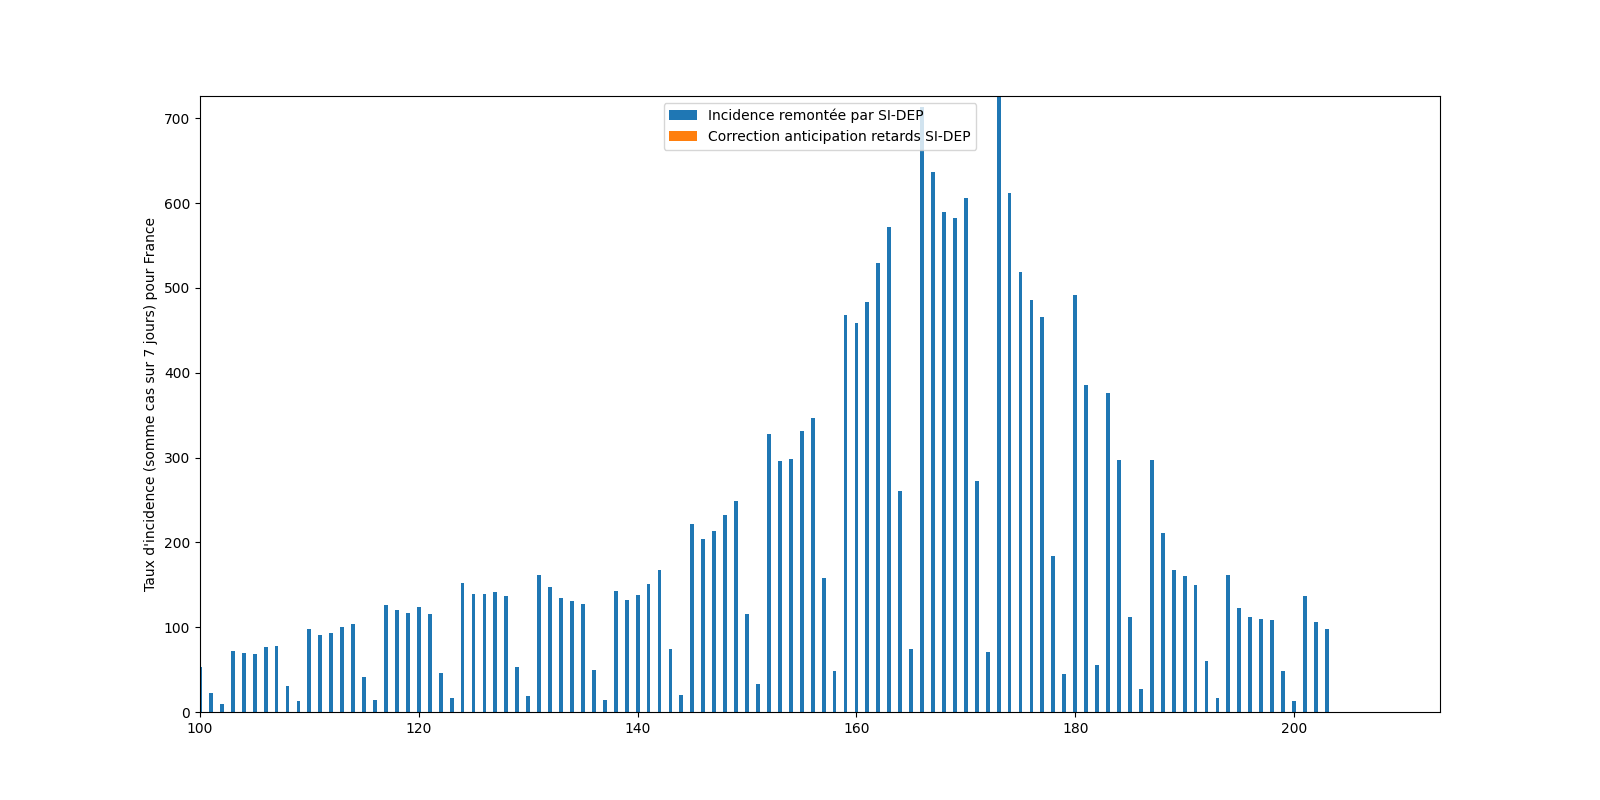 Incidence remontée par SI-DEP
Correction anticipation retards SI-DEP
Taux d'incidence (somme cas sur 7 jours) pour France
700
600
500
400
300
200
100
0
100 120 140 160 180 200